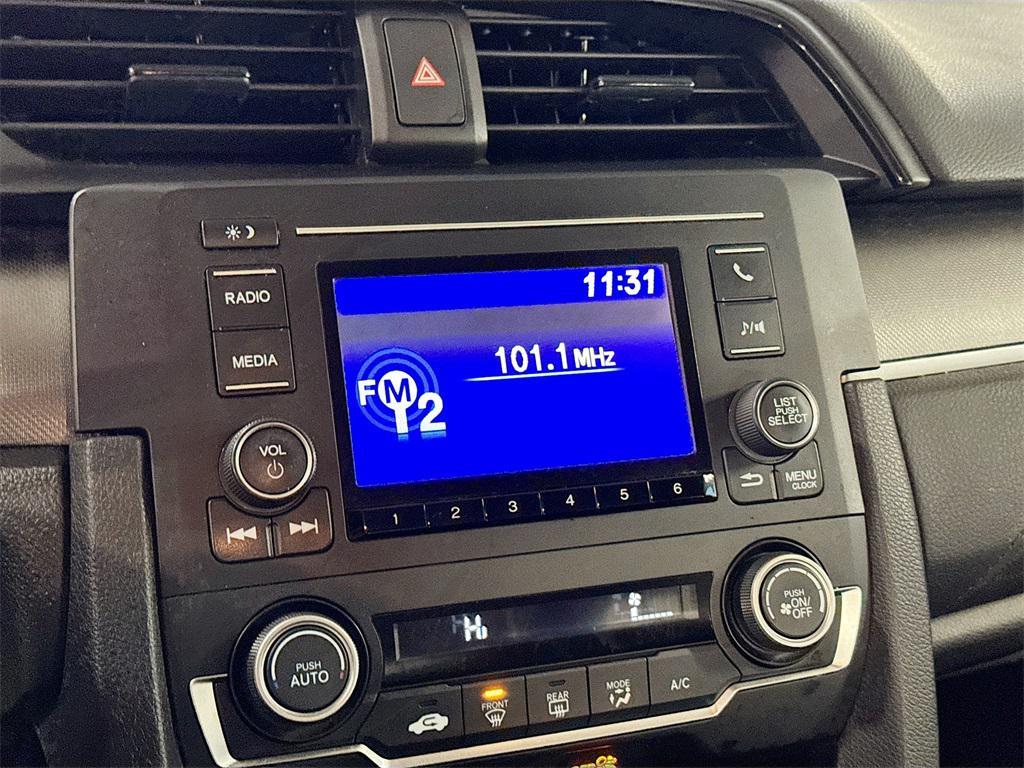 11:31
RADIO
MEDIA
101.1 MHz
FM 2
♪/
LIST
PUSH
SELECT
VOL
MENU
CLOCK
1 2 3 4 5 6
PUSH
ON/
OFF
Hi
PUSH
AUTO
FRONT
REAR
MODE
A/C